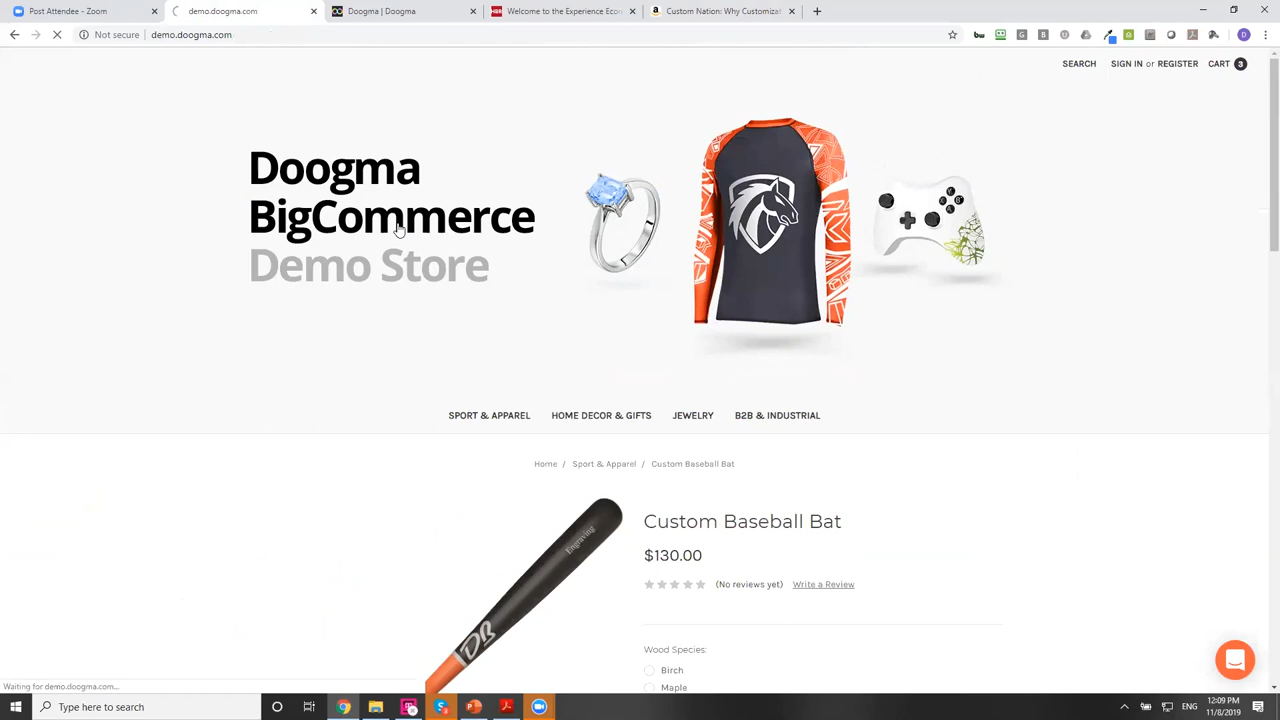 Post Attendee - Zoom
demo.doogma.com
Doogma | Doogma
Welcome to the Experience Eco
Custom Nation: Why Customizat
Not secure
demo.doogma.com
SEARCH
SIGN IN or REGISTER
CART 3
Doogma
BigCommerce
Demo Store
SPORT & APPAREL
HOME DECOR & GIFTS
JEWELRY
B2B & INDUSTRIAL
Home / Sport & Apparel / Custom Baseball Bat
Engraving
DB
Custom Baseball Bat
$130.00
(No reviews yet)
Write a Review
Wood Species:
Birch
Maple
Waiting for demo.doogma.com...
Type here to search
ENG
12:09 PM
11/8/2019